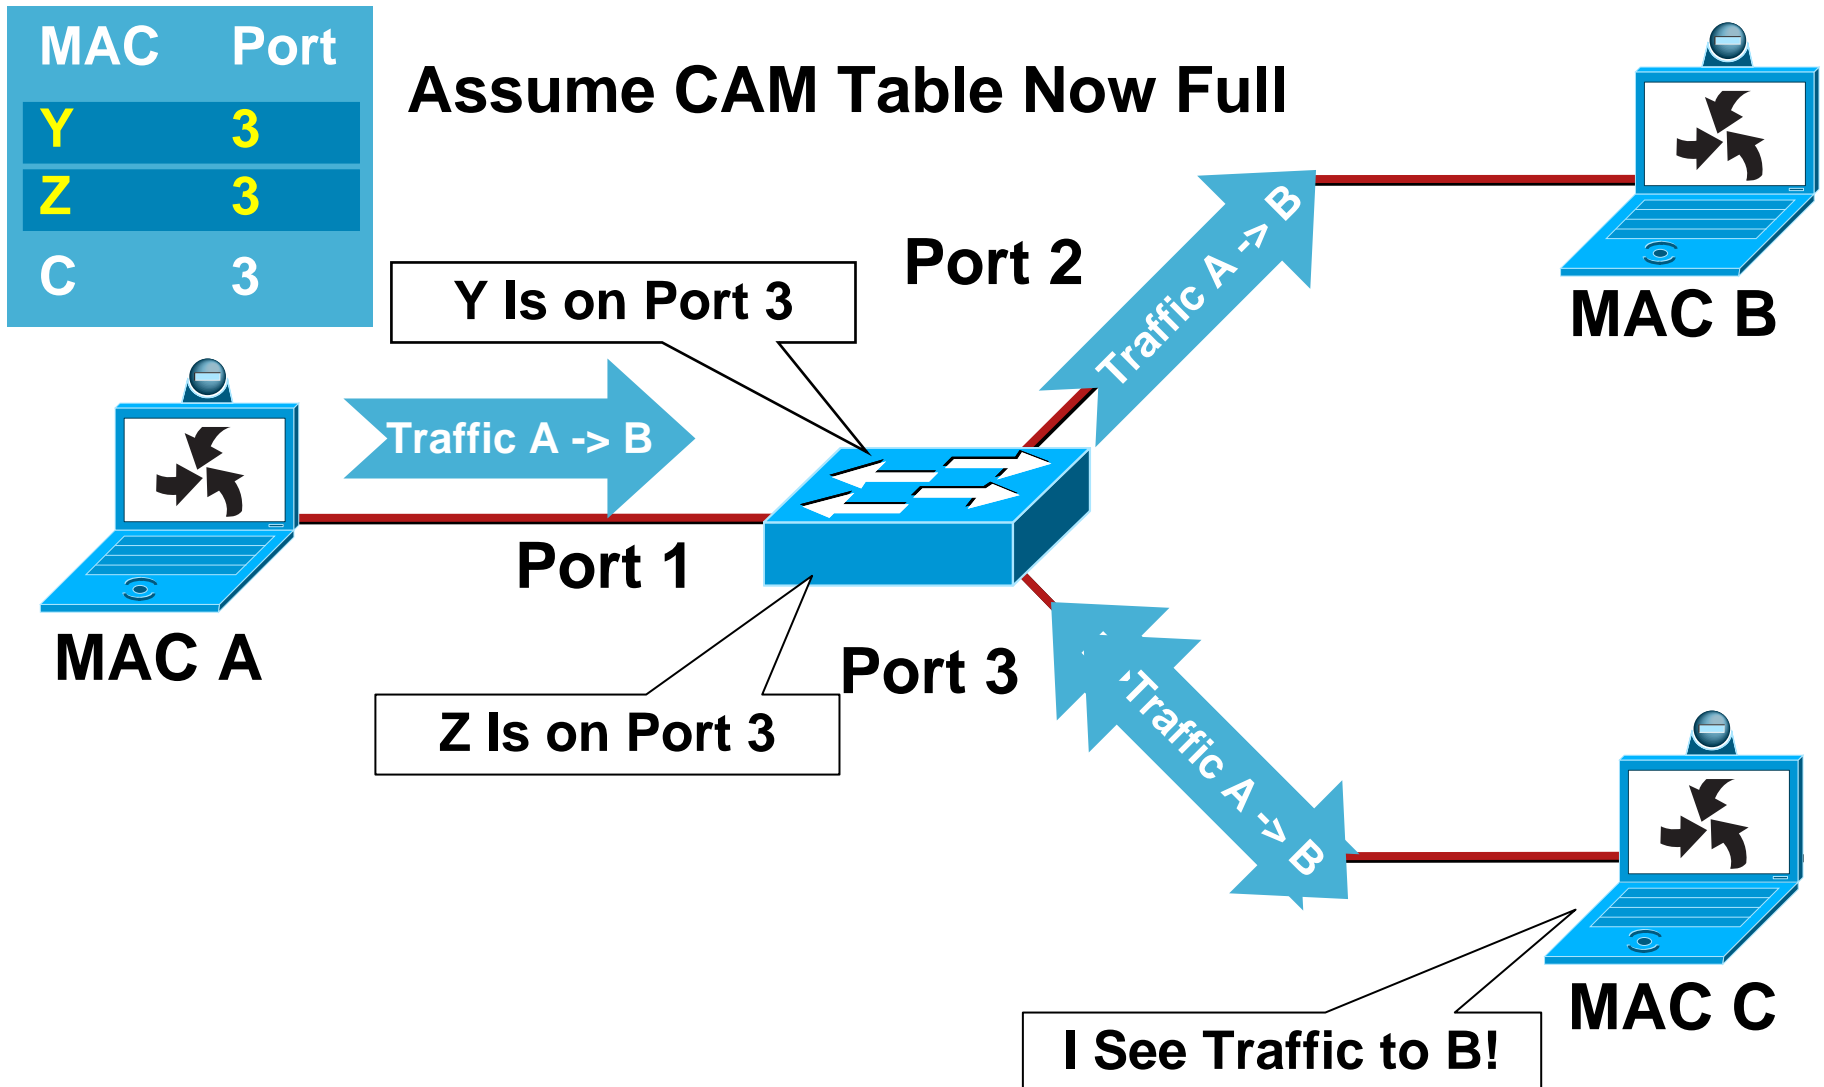 MAC Port
Y 3
Z 3
C 3
Assume CAM Table Now Full
Y Is on Port 3
Port 2
Traffic A -> B
MAC B
Traffic A -> B
Port 1
MAC A
Port 3
Z Is on Port 3
Traffic A -> B
MAC C
I See Traffic to B!